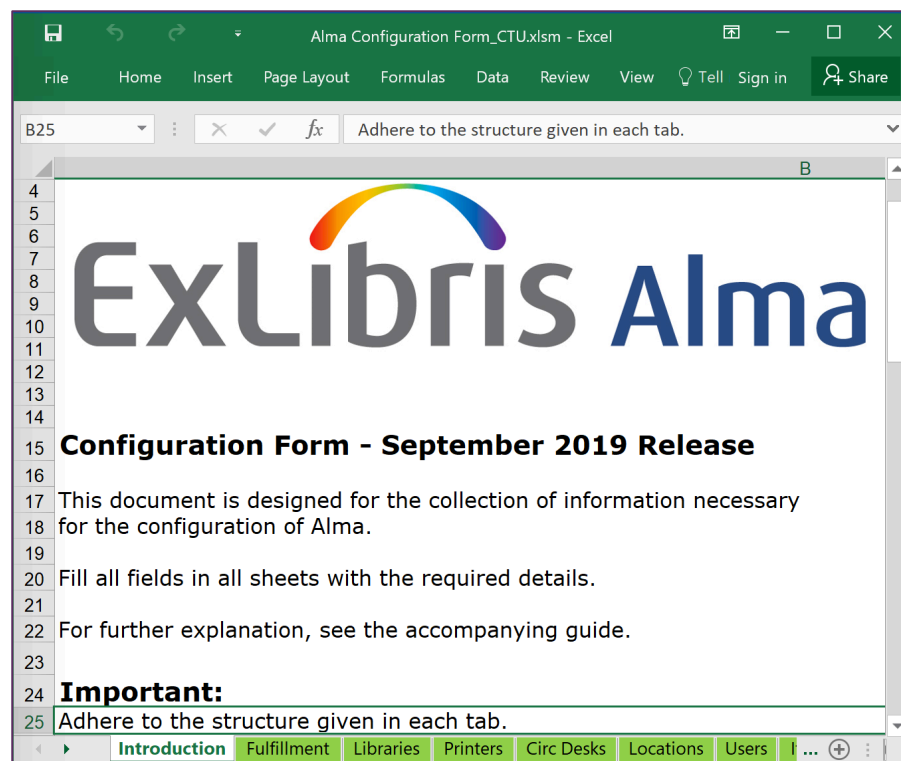 Alma Configuration Form_CTU.xlsm - Excel
File Home Insert Page Layout Formulas Data Review View Tell Sign in Share
B25 fx Adhere to the structure given in each tab.
B
4
5
6
7
8
9
10
11
12
13
14
ExLibris Alma
15 Configuration Form - September 2019 Release
16
17 This document is designed for the collection of information necessary
18 for the configuration of Alma.
19
20 Fill all fields in all sheets with the required details.
21
22 For further explanation, see the accompanying guide.
23
24 Important:
25 Adhere to the structure given in each tab.
Introduction Fulfillment Libraries Printers Circ Desks Locations Users ...